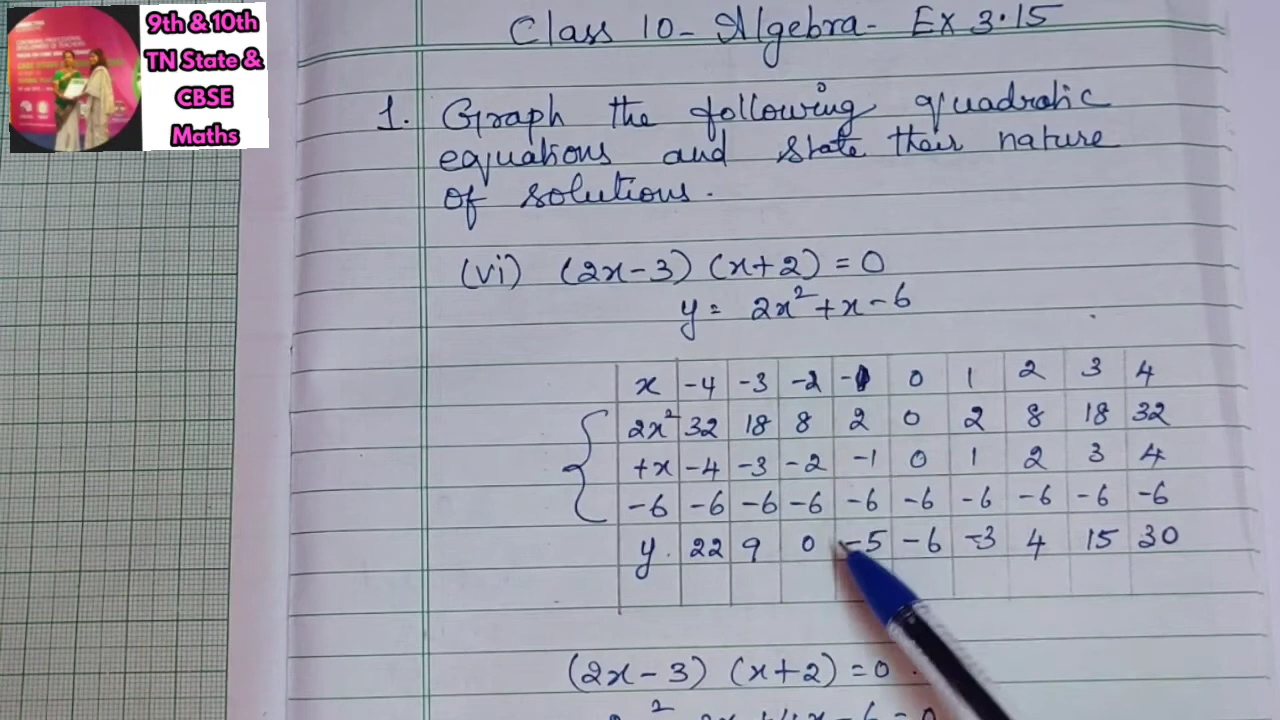 9th & 10th
TN State &
CBSE
Maths
Class 10- Algebra- Ex 3.15
1. Graph the following quadratic
equations and state their nature
of solutions.
(vi) (2x-3) (x+2) = 0
y = 2x²+x-6
x -4 -3 -2 -1 0 1 2 3 4
2x² 32 18 8 2 0 2 8 18 32
+x -4 -3 -2 -1 0 1 2 3 4
-6 -6 -6 -6 -6 -6 -6 -6 -6 -6
y. 22 9 0 -5 -6 -3 4 15 30
(2x-3) (x+2) = 0